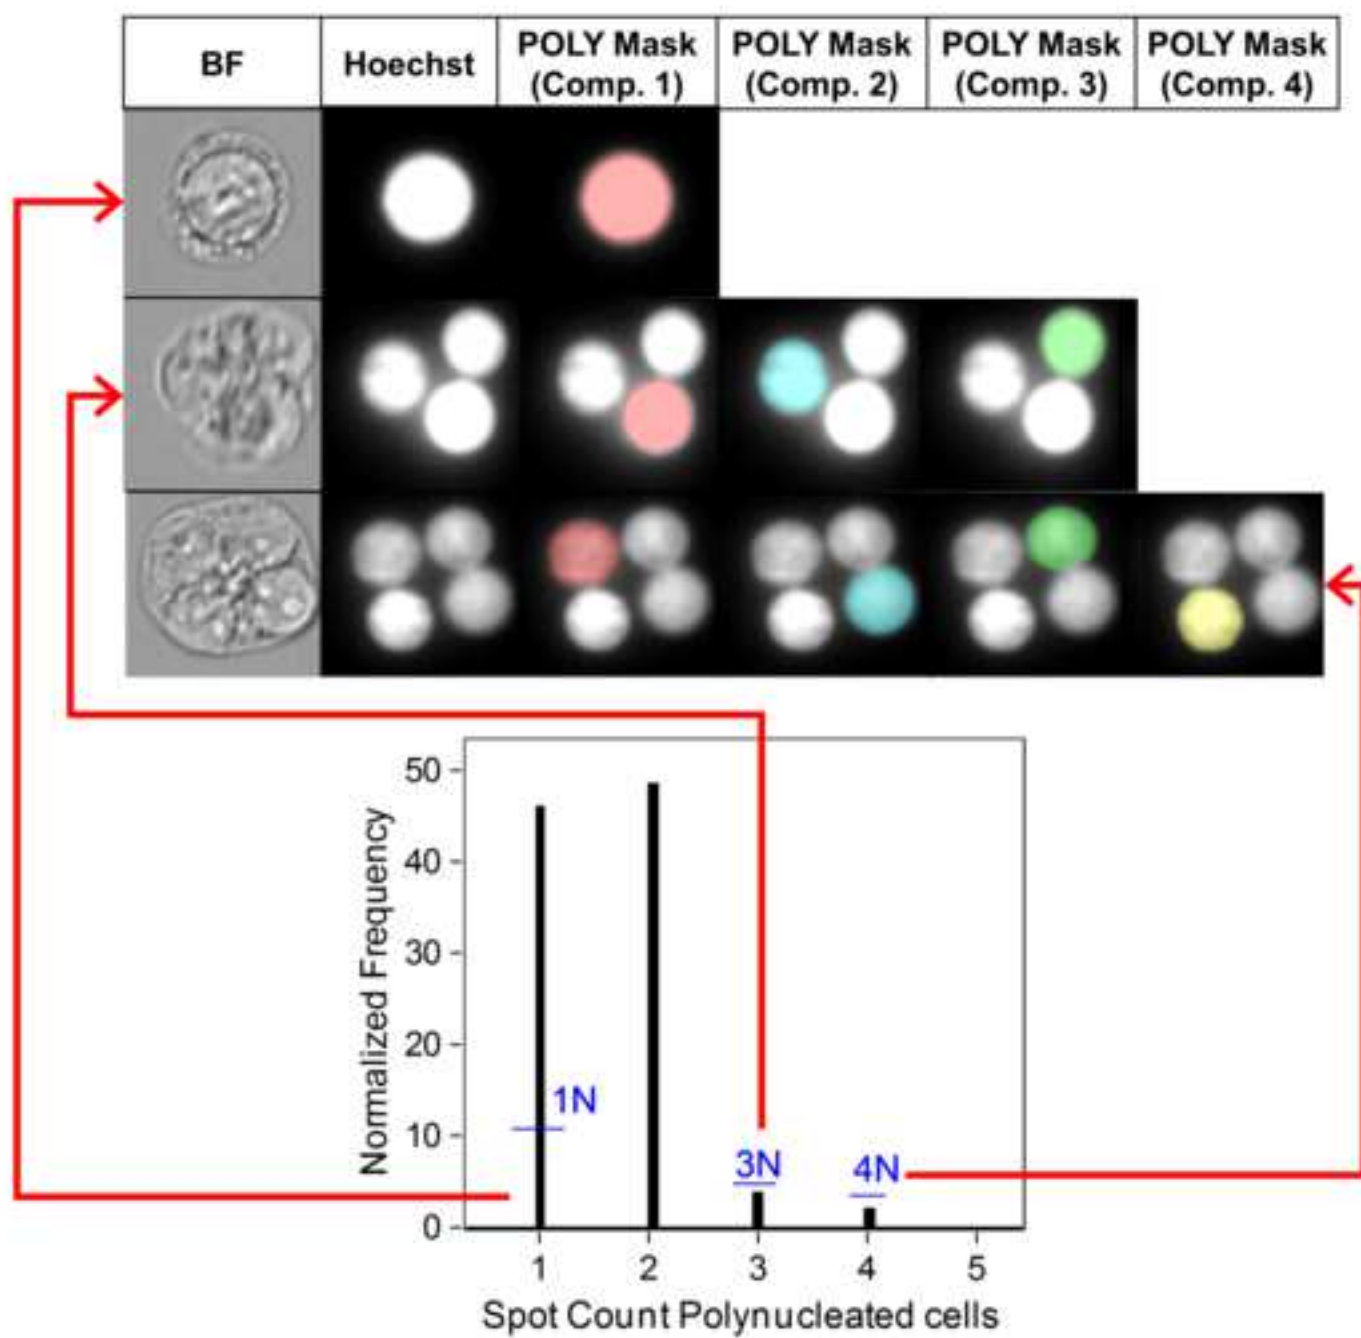 BF
Hoechst
POLY Mask
(Comp. 1)
POLY Mask
(Comp. 2)
POLY Mask
(Comp. 3)
POLY Mask
(Comp. 4)
50
40
30
20
10
0
Normalized Frequency
1N
3N
4N
1 2 3 4 5
Spot Count Polynucleated cells